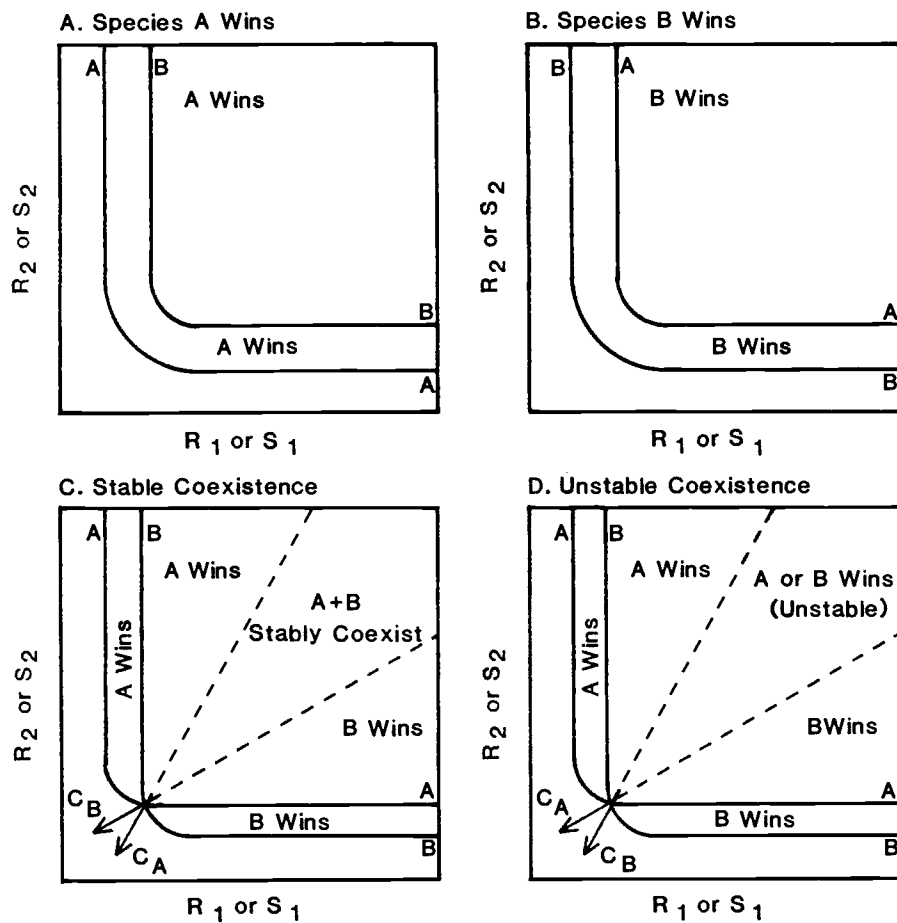 A. Species A Wins
A
B
A Wins
R2 or S2
B
A Wins
A
R1 or S1
B. Species B Wins
B
A
B Wins
R2 or S2
A
B Wins
B
R1 or S1
C. Stable Coexistence
A
B
A Wins
A+B
Stably Coexist
A Wins
R2 or S2
B Wins
A
CB
B Wins
B
CA
R1 or S1
D. Unstable Coexistence
A
B
A Wins
A or B Wins
(Unstable)
A Wins
R2 or S2
BWins
A
CA
B Wins
B
CB
R1 or S1